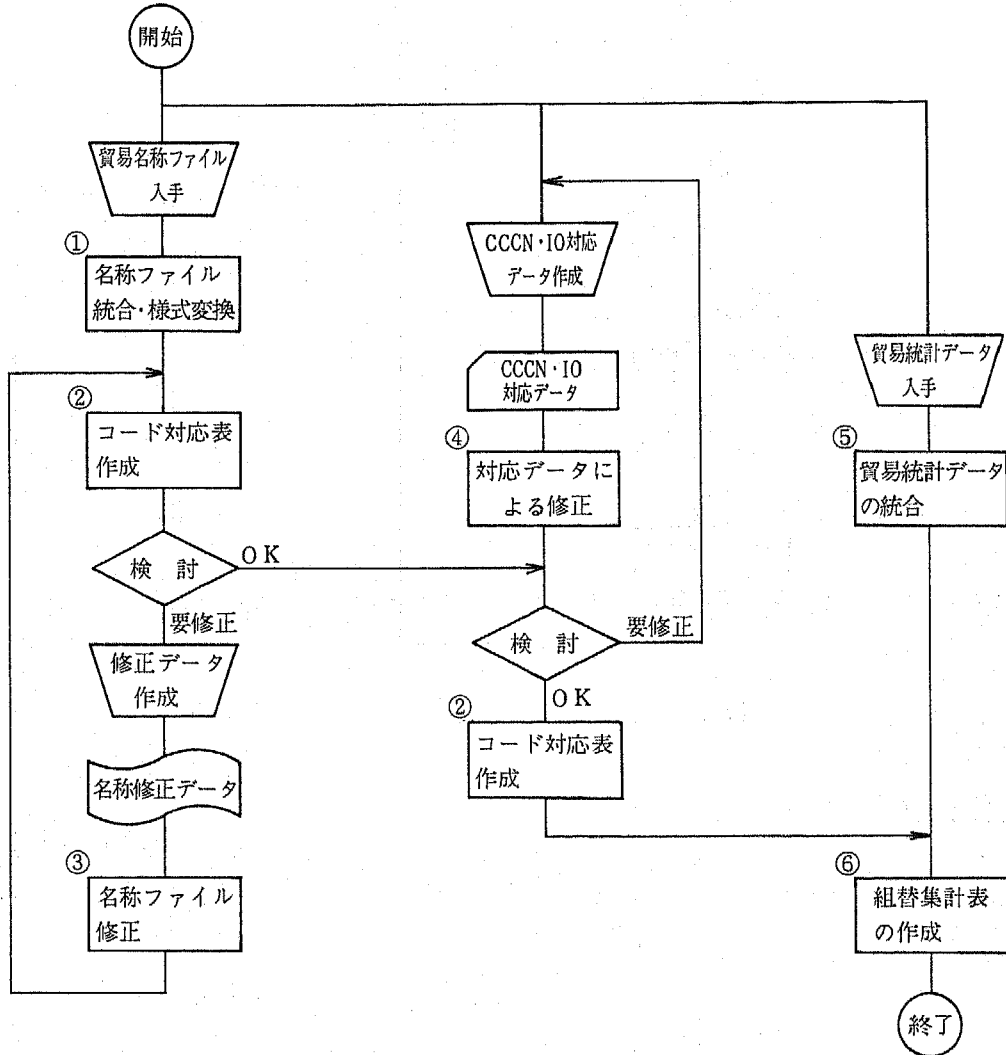 開始
貿易名称ファイル
入手
①
名称ファイル
統合・様式変換
②
コード対応表
作成
検 討
OK
要修正
修正データ
作成
名称修正データ
③
名称ファイル
修正
CCCN・IO対応
データ作成
CCCN・IO
対応データ
④
対応データに
よる修正
検 討
要修正
OK
②
コード対応表
作成
貿易統計データ
入手
⑤
貿易統計データ
の統合
⑥
組替集計表
の作成
終了